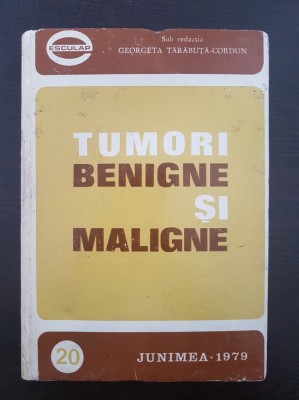 ESCULAP
Sub redacția
GEORGETA TĂRĂBUȚĂ-CORDUN
TUMORI
BENIGNE
ȘI
MALIGNE
20
JUNIMEA • 1979